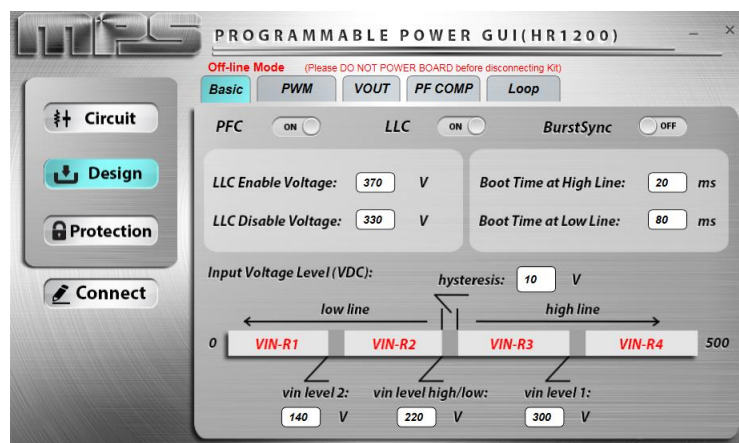 mps
PROGRAMMABLE POWER GUI(HR1200)
Off-line Mode (Please DO NOT POWER BOARD before disconnecting Kit)
Basic PWM VOUT PF COMP Loop
Circuit
Design
Protection
Connect
PFC ON LLC ON BurstSync OFF
LLC Enable Voltage: 370 V
LLC Disable Voltage: 330 V
Boot Time at High Line: 20 ms
Boot Time at Low Line: 80 ms
Input Voltage Level (VDC):
hysteresis: 10 V
low line high line
0 VIN-R1 VIN-R2 VIN-R3 VIN-R4 500
vin level 2: vin level high/low: vin level 1:
140 V 220 V 300 V